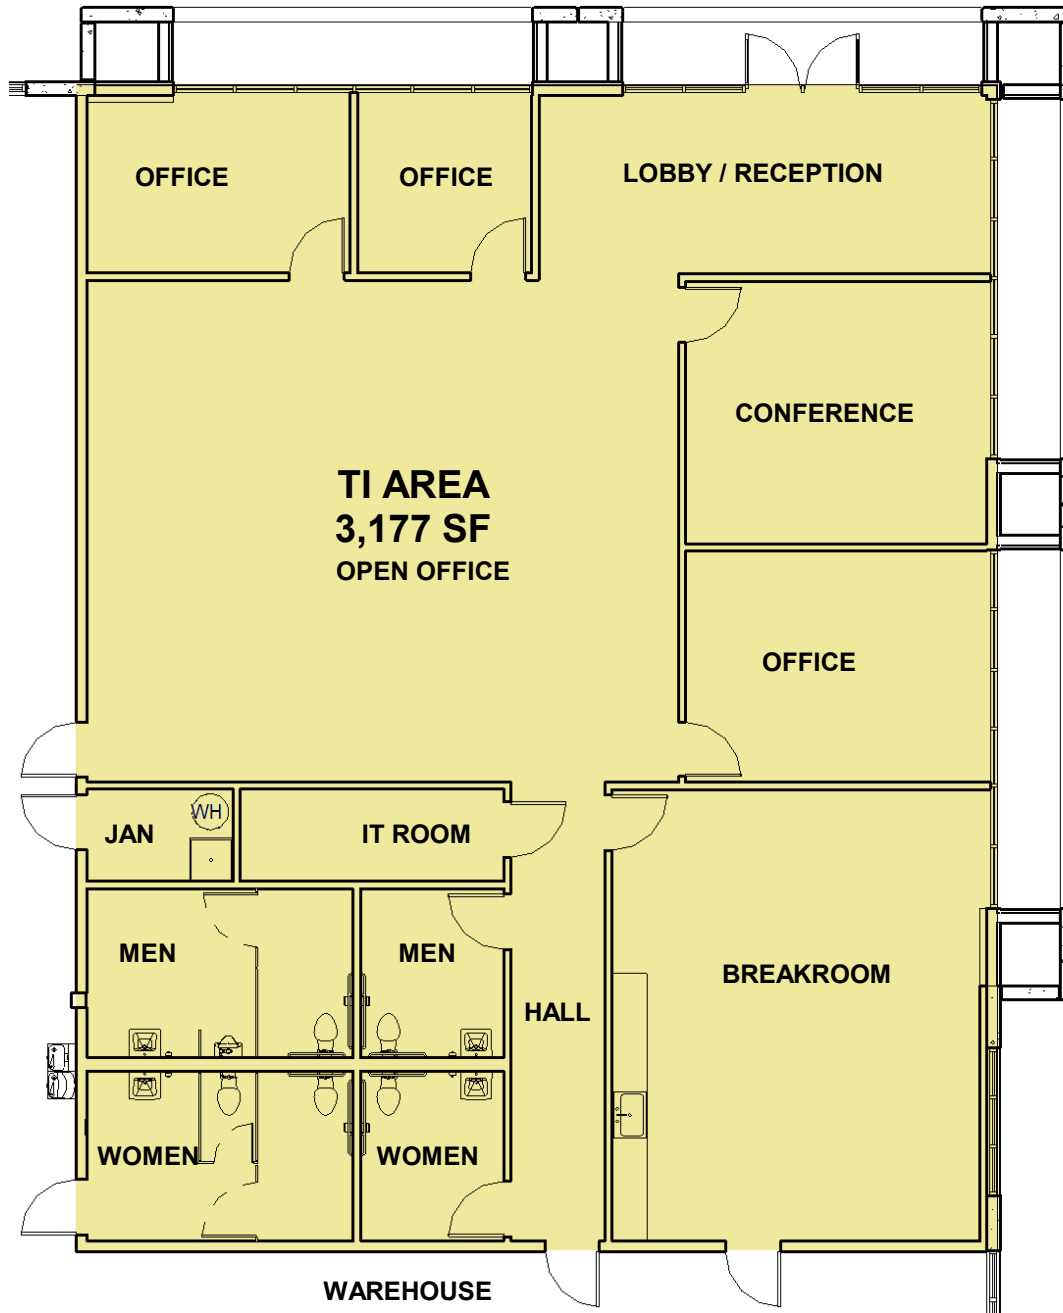 OFFICE
OFFICE
LOBBY / RECEPTION
CONFERENCE
TI AREA
3,177 SF
OPEN OFFICE
OFFICE
WH
JAN
IT ROOM
MEN
MEN
BREAKROOM
HALL
WOMEN
WOMEN
WAREHOUSE